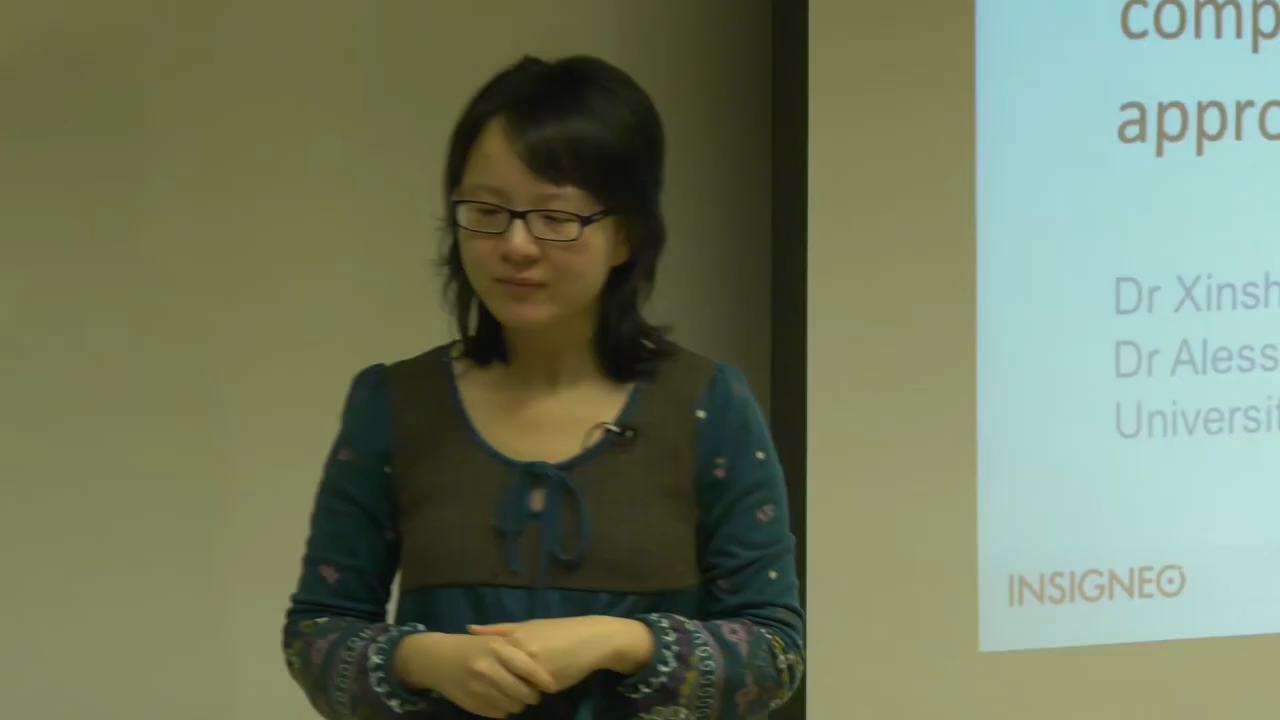 comp
appro
Dr Xinsh
Dr Aless
Universit
INSIGNEO